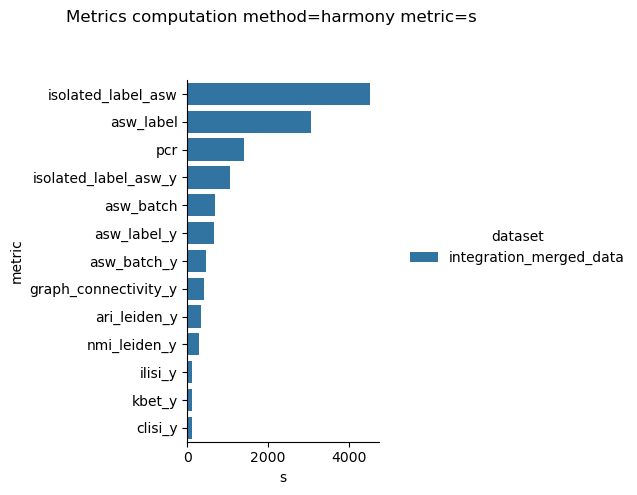 Metrics computation method=harmony metric=s
isolated_label_asw
asw_label
pcr
isolated_label_asw_y
asw_batch
asw_label_y
asw_batch_y
graph_connectivity_y
ari_leiden_y
nmi_leiden_y
ilisi_y
kbet_y
clisi_y
metric
0 2000 4000
s
dataset
integration_merged_data